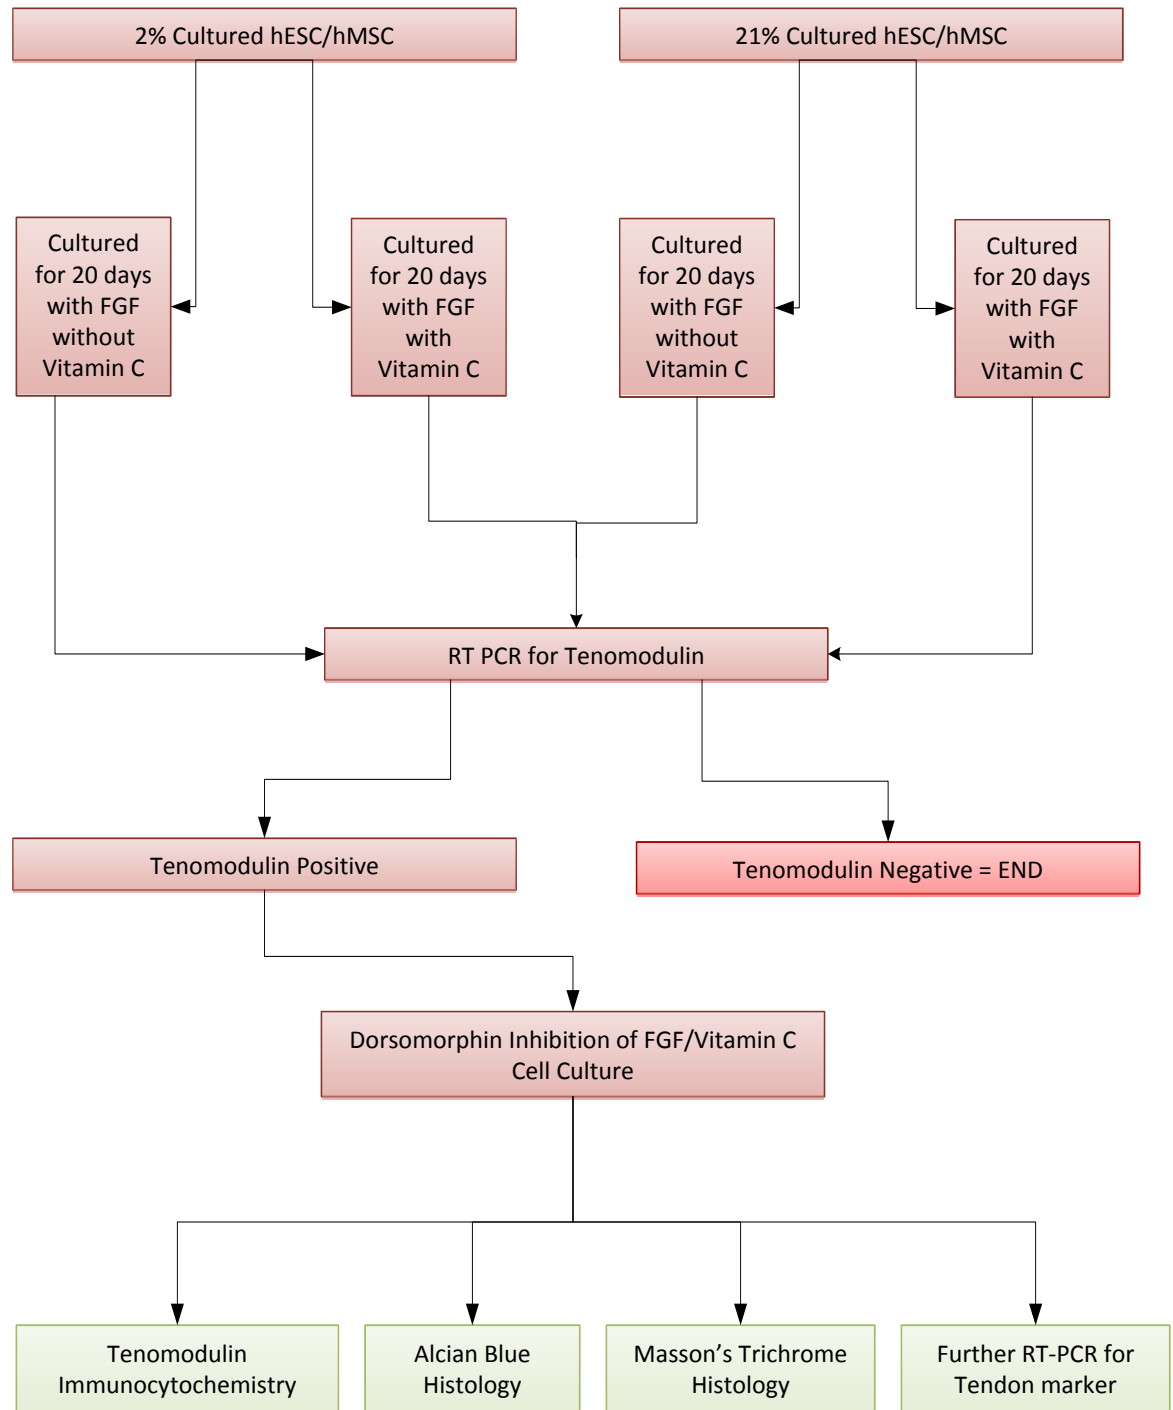 2% Cultured hESC/hMSC
21% Cultured hESC/hMSC
Cultured
for 20 days
with FGF
without
Vitamin C
Cultured
for 20 days
with FGF
with
Vitamin C
Cultured
for 20 days
with FGF
without
Vitamin C
Cultured
for 20 days
with FGF
with
Vitamin C
RT PCR for Tenomodulin
Tenomodulin Positive
Tenomodulin Negative = END
Dorsomorphin Inhibition of FGF/Vitamin C
Cell Culture
Tenomodulin
Immunocytochemistry
Alcian Blue
Histology
Masson’s Trichrome
Histology
Further RT-PCR for
Tendon marker